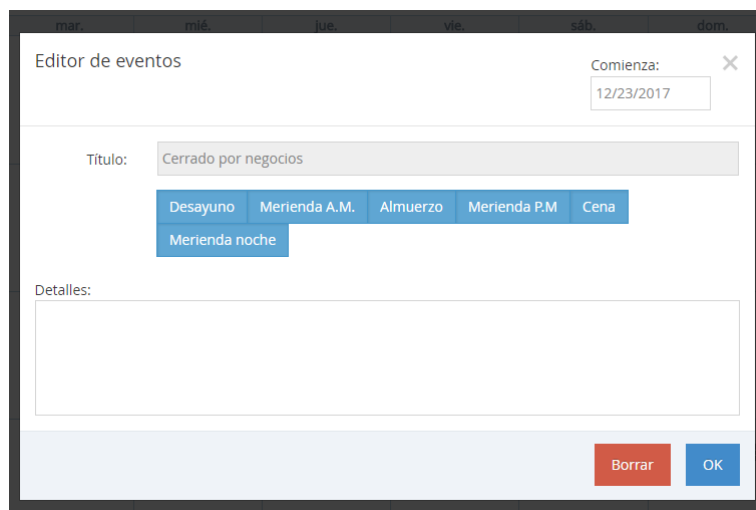 mar. mié. jue. vie. sáb. dom.
Editor de eventos
Comienza:
12/23/2017
Título:
Cerrado por negocios
Desayuno Merienda A.M. Almuerzo Merienda P.M Cena
Merienda noche
Detalles:
Borrar OK